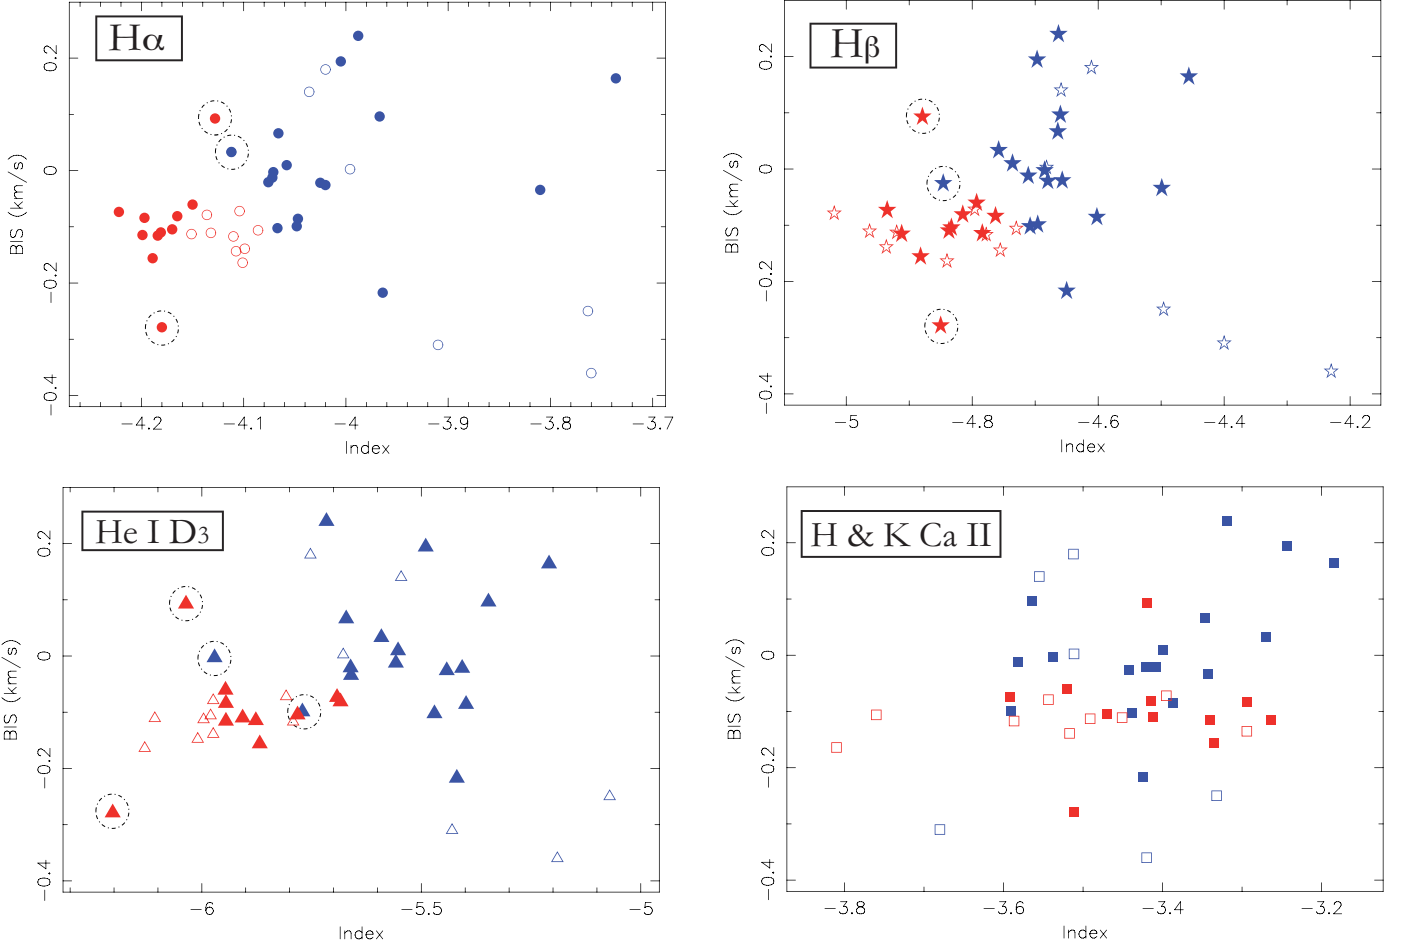 Hα
0.2
0
−0.2
−0.4
BIS (km/s)
−4.2 −4.1 −4 −3.9 −3.8 −3.7
Index
Hβ
0.2
0
−0.2
−0.4
BIS (km/s)
−5 −4.8 −4.6 −4.4 −4.2
Index
He I D3
0.2
0
−0.2
−0.4
BIS (km/s)
−6 −5.5 −5
Index
H & K Ca II
0.2
0
−0.2
−0.4
BIS (km/s)
−3.8 −3.6 −3.4 −3.2
Index